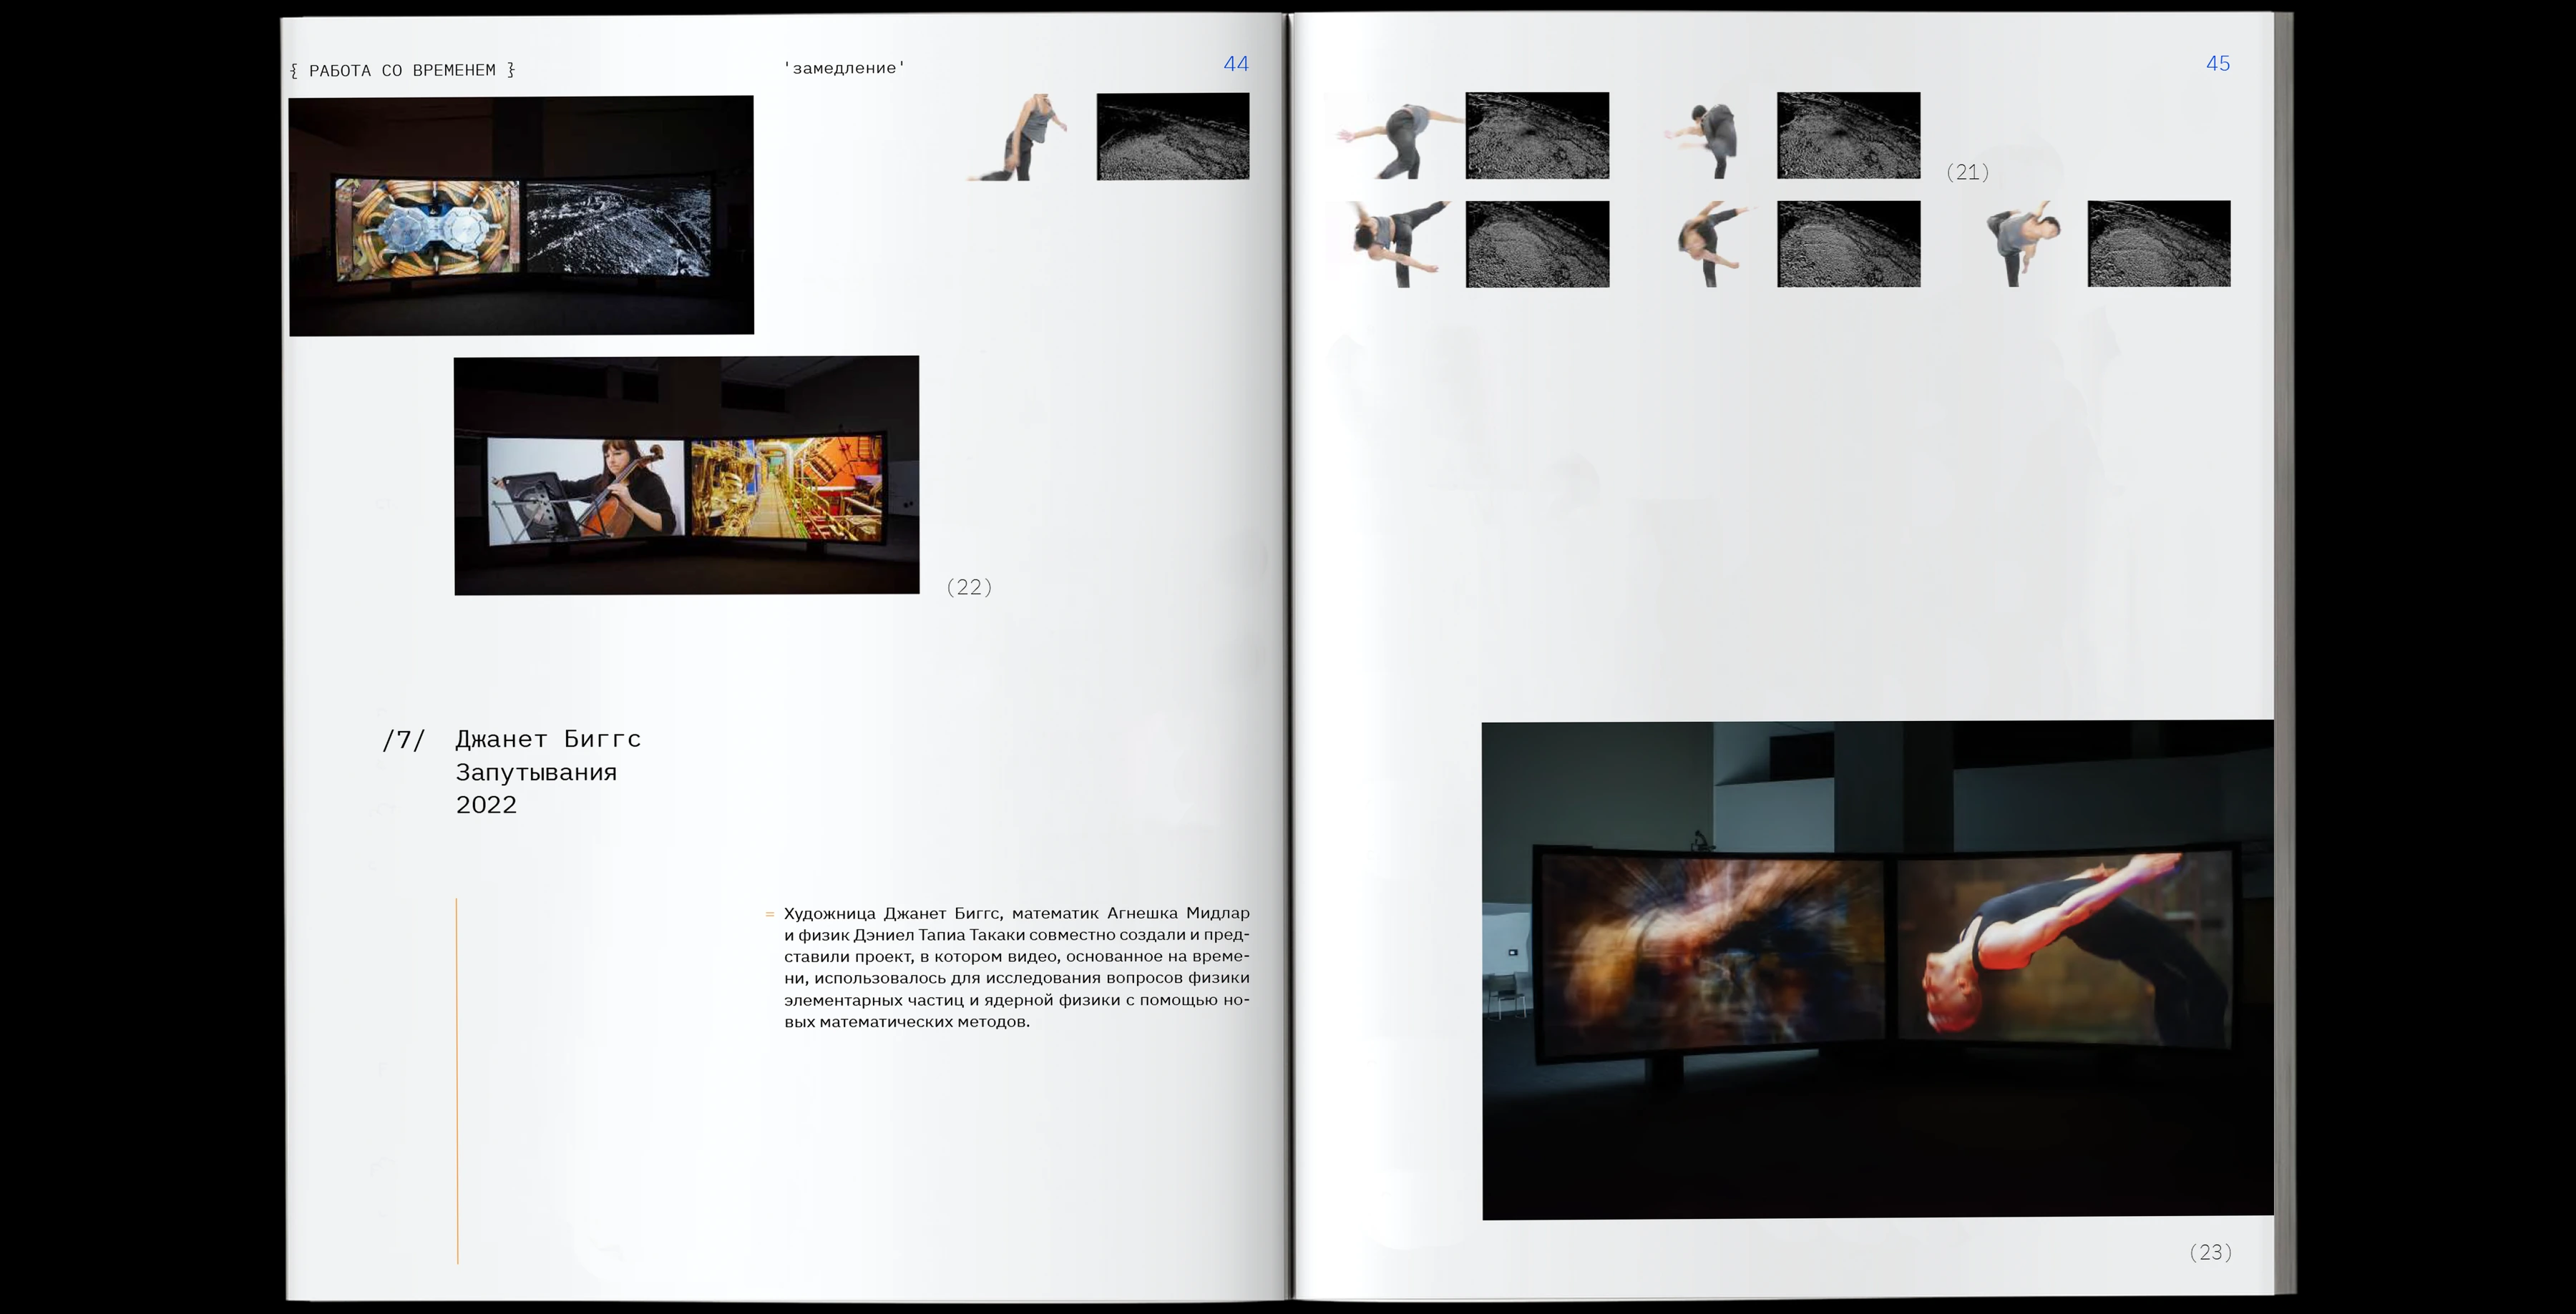 { РАБОТА СО ВРЕМЕНЕМ }
'замедление'
44
(22)
/7/ Джанет Биггс
Запутывания
2022
= Художница Джанет Биггс, математик Агнешка Мидлар
и физик Дэниел Тапиа Такаки совместно создали и пред-
ставили проект, в котором видео, основанное на време-
ни, использовалось для исследования вопросов физики
элементарных частиц и ядерной физики с помощью но-
вых математических методов.
45
(21)
(23)